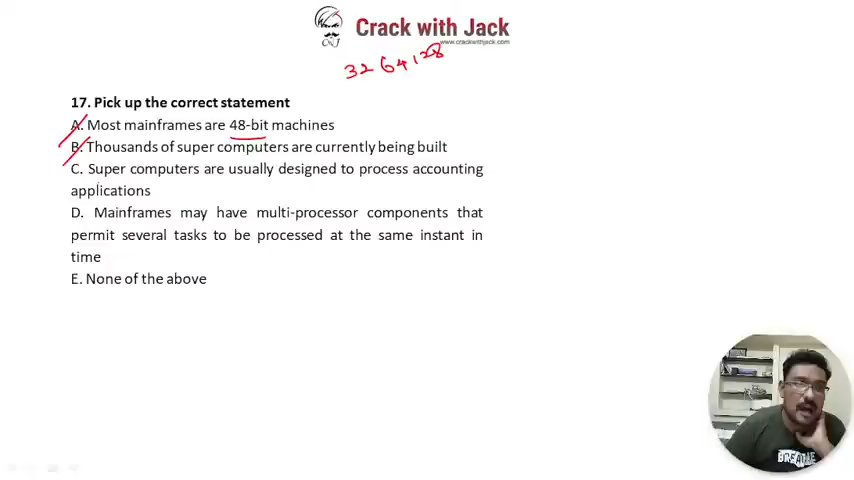 Crack with Jack
www.crackwithjack.com
CWJ
32 64 128
17. Pick up the correct statement
A. Most mainframes are 48-bit machines
B. Thousands of super computers are currently being built
C. Super computers are usually designed to process accounting
applications
D. Mainframes may have multi-processor components that
permit several tasks to be processed at the same instant in
time
E. None of the above